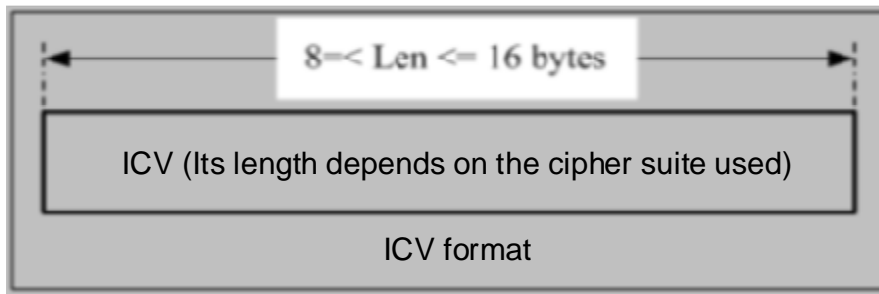 8=< Len <= 16 bytes
ICV (Its length depends on the cipher suite used)
ICV format